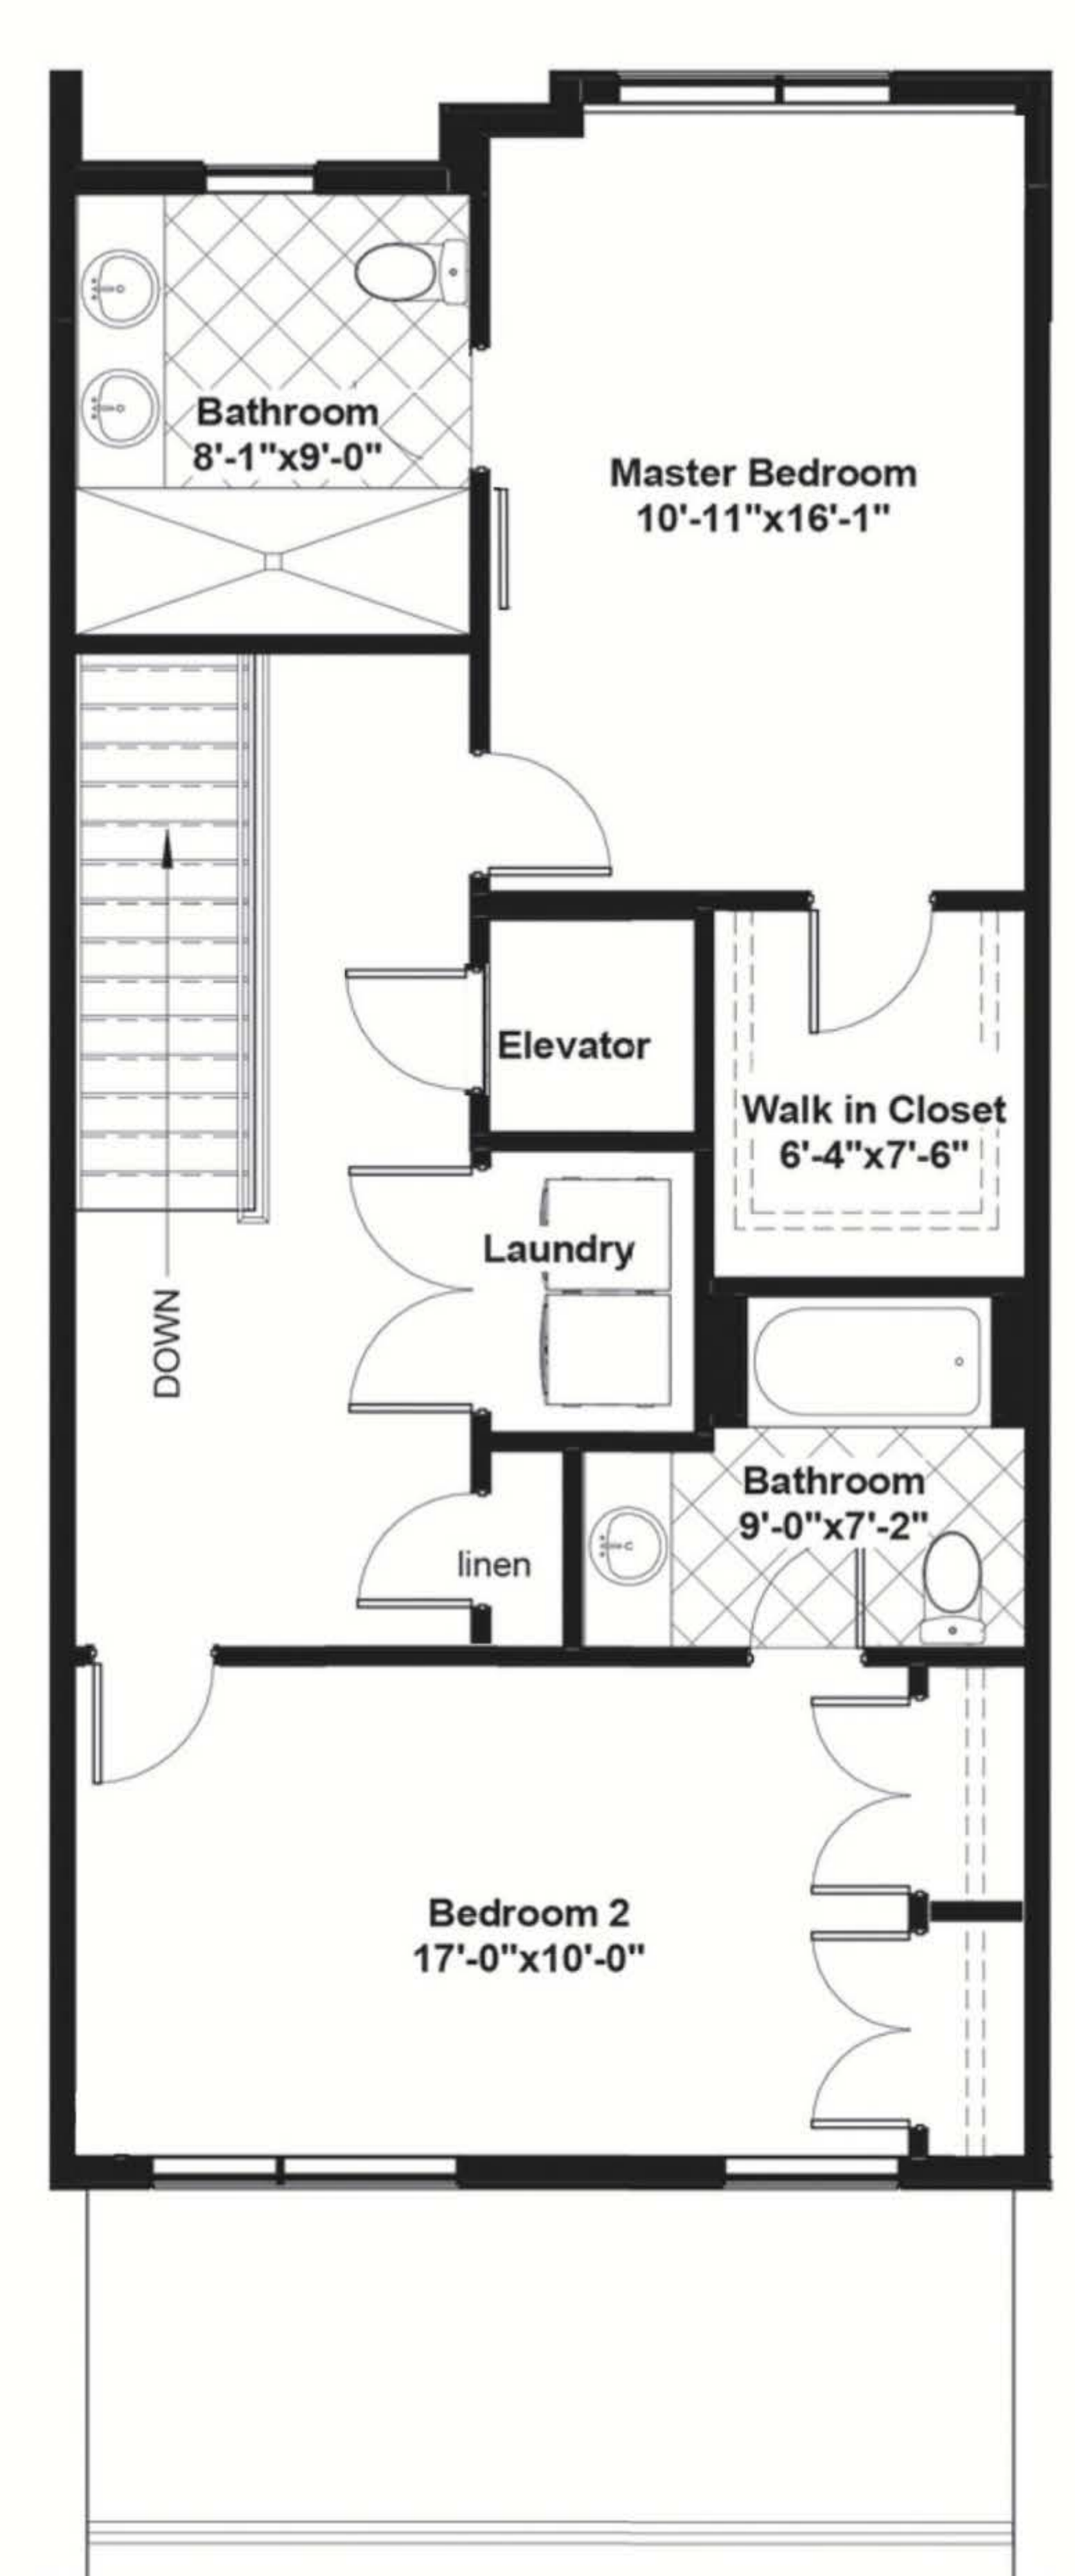 Bathroom
8'-1"x9'-0"
Master Bedroom
10'-11"x16'-1"
Elevator
Walk in Closet
6'-4"x7'-6"
Laundry
DOWN
Bathroom
9'-0"x7'-2"
linen
Bedroom 2
17'-0"x10'-0"